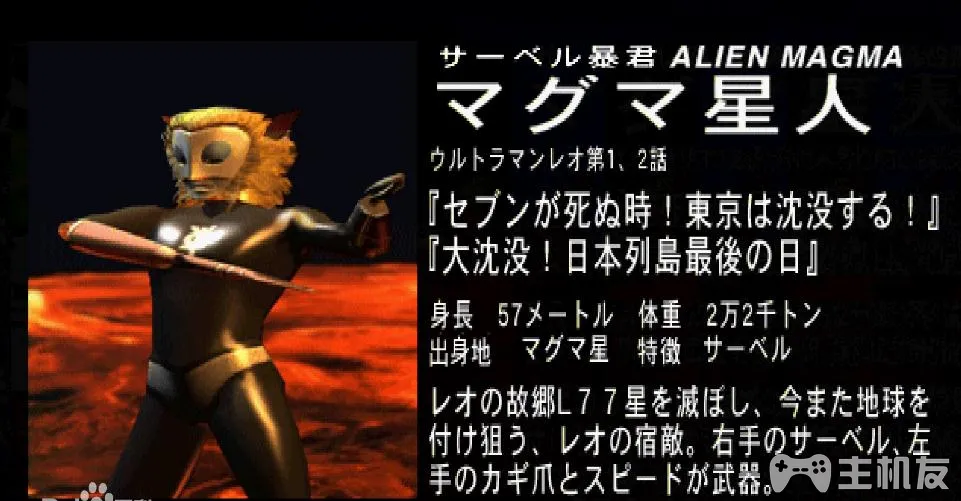 サーベル暴君 ALIEN MAGMA
マグマ星人
ウルトラマンレオ第1、2話
『セブンが死ぬ時!東京は沈没する!』
『大沈没!日本列島最後の日』
身長 57メートル 体重 2万2千トン
出身地 マグマ星 特徴 サーベル
レオの故郷L77星を滅ぼし、今また地球を
付け狙う、レオの宿敵。右手のサーベル、左
手のカギ爪とスピードが武器。
主机友